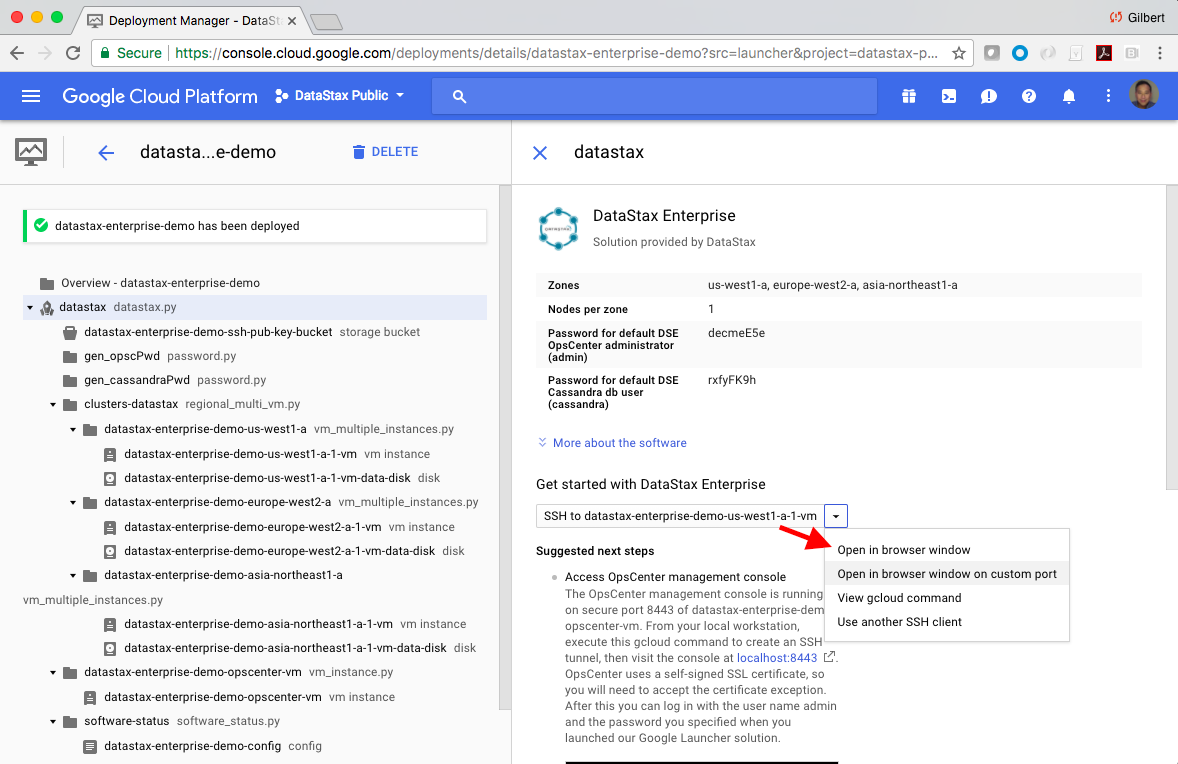 Deployment Manager - DataSt
Gilbert
Secure
https://console.cloud.google.com/deployments/details/datastax-enterprise-demo?src=launcher&project=datastax-p...
Google Cloud Platform
DataStax Public
datasta...e-demo
DELETE
datastax-enterprise-demo has been deployed
Overview - datastax-enterprise-demo
datastax datastax.py
datastax-enterprise-demo-ssh-pub-key-bucket storage bucket
gen_opscPwd password.py
gen_cassandraPwd password.py
clusters-datastax regional_multi_vm.py
datastax-enterprise-demo-us-west1-a vm_multiple_instances.py
datastax-enterprise-demo-us-west1-a-1-vm vm instance
datastax-enterprise-demo-us-west1-a-1-vm-data-disk disk
datastax-enterprise-demo-europe-west2-a vm_multiple_instances.py
datastax-enterprise-demo-europe-west2-a-1-vm vm instance
datastax-enterprise-demo-europe-west2-a-1-vm-data-disk disk
datastax-enterprise-demo-asia-northeast1-a
vm_multiple_instances.py
datastax-enterprise-demo-asia-northeast1-a-1-vm vm instance
datastax-enterprise-demo-asia-northeast1-a-1-vm-data-disk disk
datastax-enterprise-demo-opscenter-vm vm_instance.py
datastax-enterprise-demo-opscenter-vm vm instance
software-status software_status.py
datastax-enterprise-demo-config config
datastax
DataStax Enterprise
Solution provided by DataStax
Zones us-west1-a, europe-west2-a, asia-northeast1-a
Nodes per zone 1
Password for default DSE decmeE5e
OpsCenter administrator
(admin)
Password for default DSE rxfyFK9h
Cassandra db user
(cassandra)
More about the software
Get started with DataStax Enterprise
SSH to datastax-enterprise-demo-us-west1-a-1-vm
Open in browser window
Open in browser window on custom port
View gcloud command
Use another SSH client
Suggested next steps
Access OpsCenter management console
The OpsCenter management console is running
on secure port 8443 of datastax-enterprise-dem
opscenter-vm. From your local workstation,
execute this gcloud command to create an SSH
tunnel, then visit the console at localhost:8443 .
OpsCenter uses a self-signed SSL certificate, so
you will need to accept the certificate exception.
After this you can log in with the user name admin
and the password you specified when you
launched our Google Launcher solution.